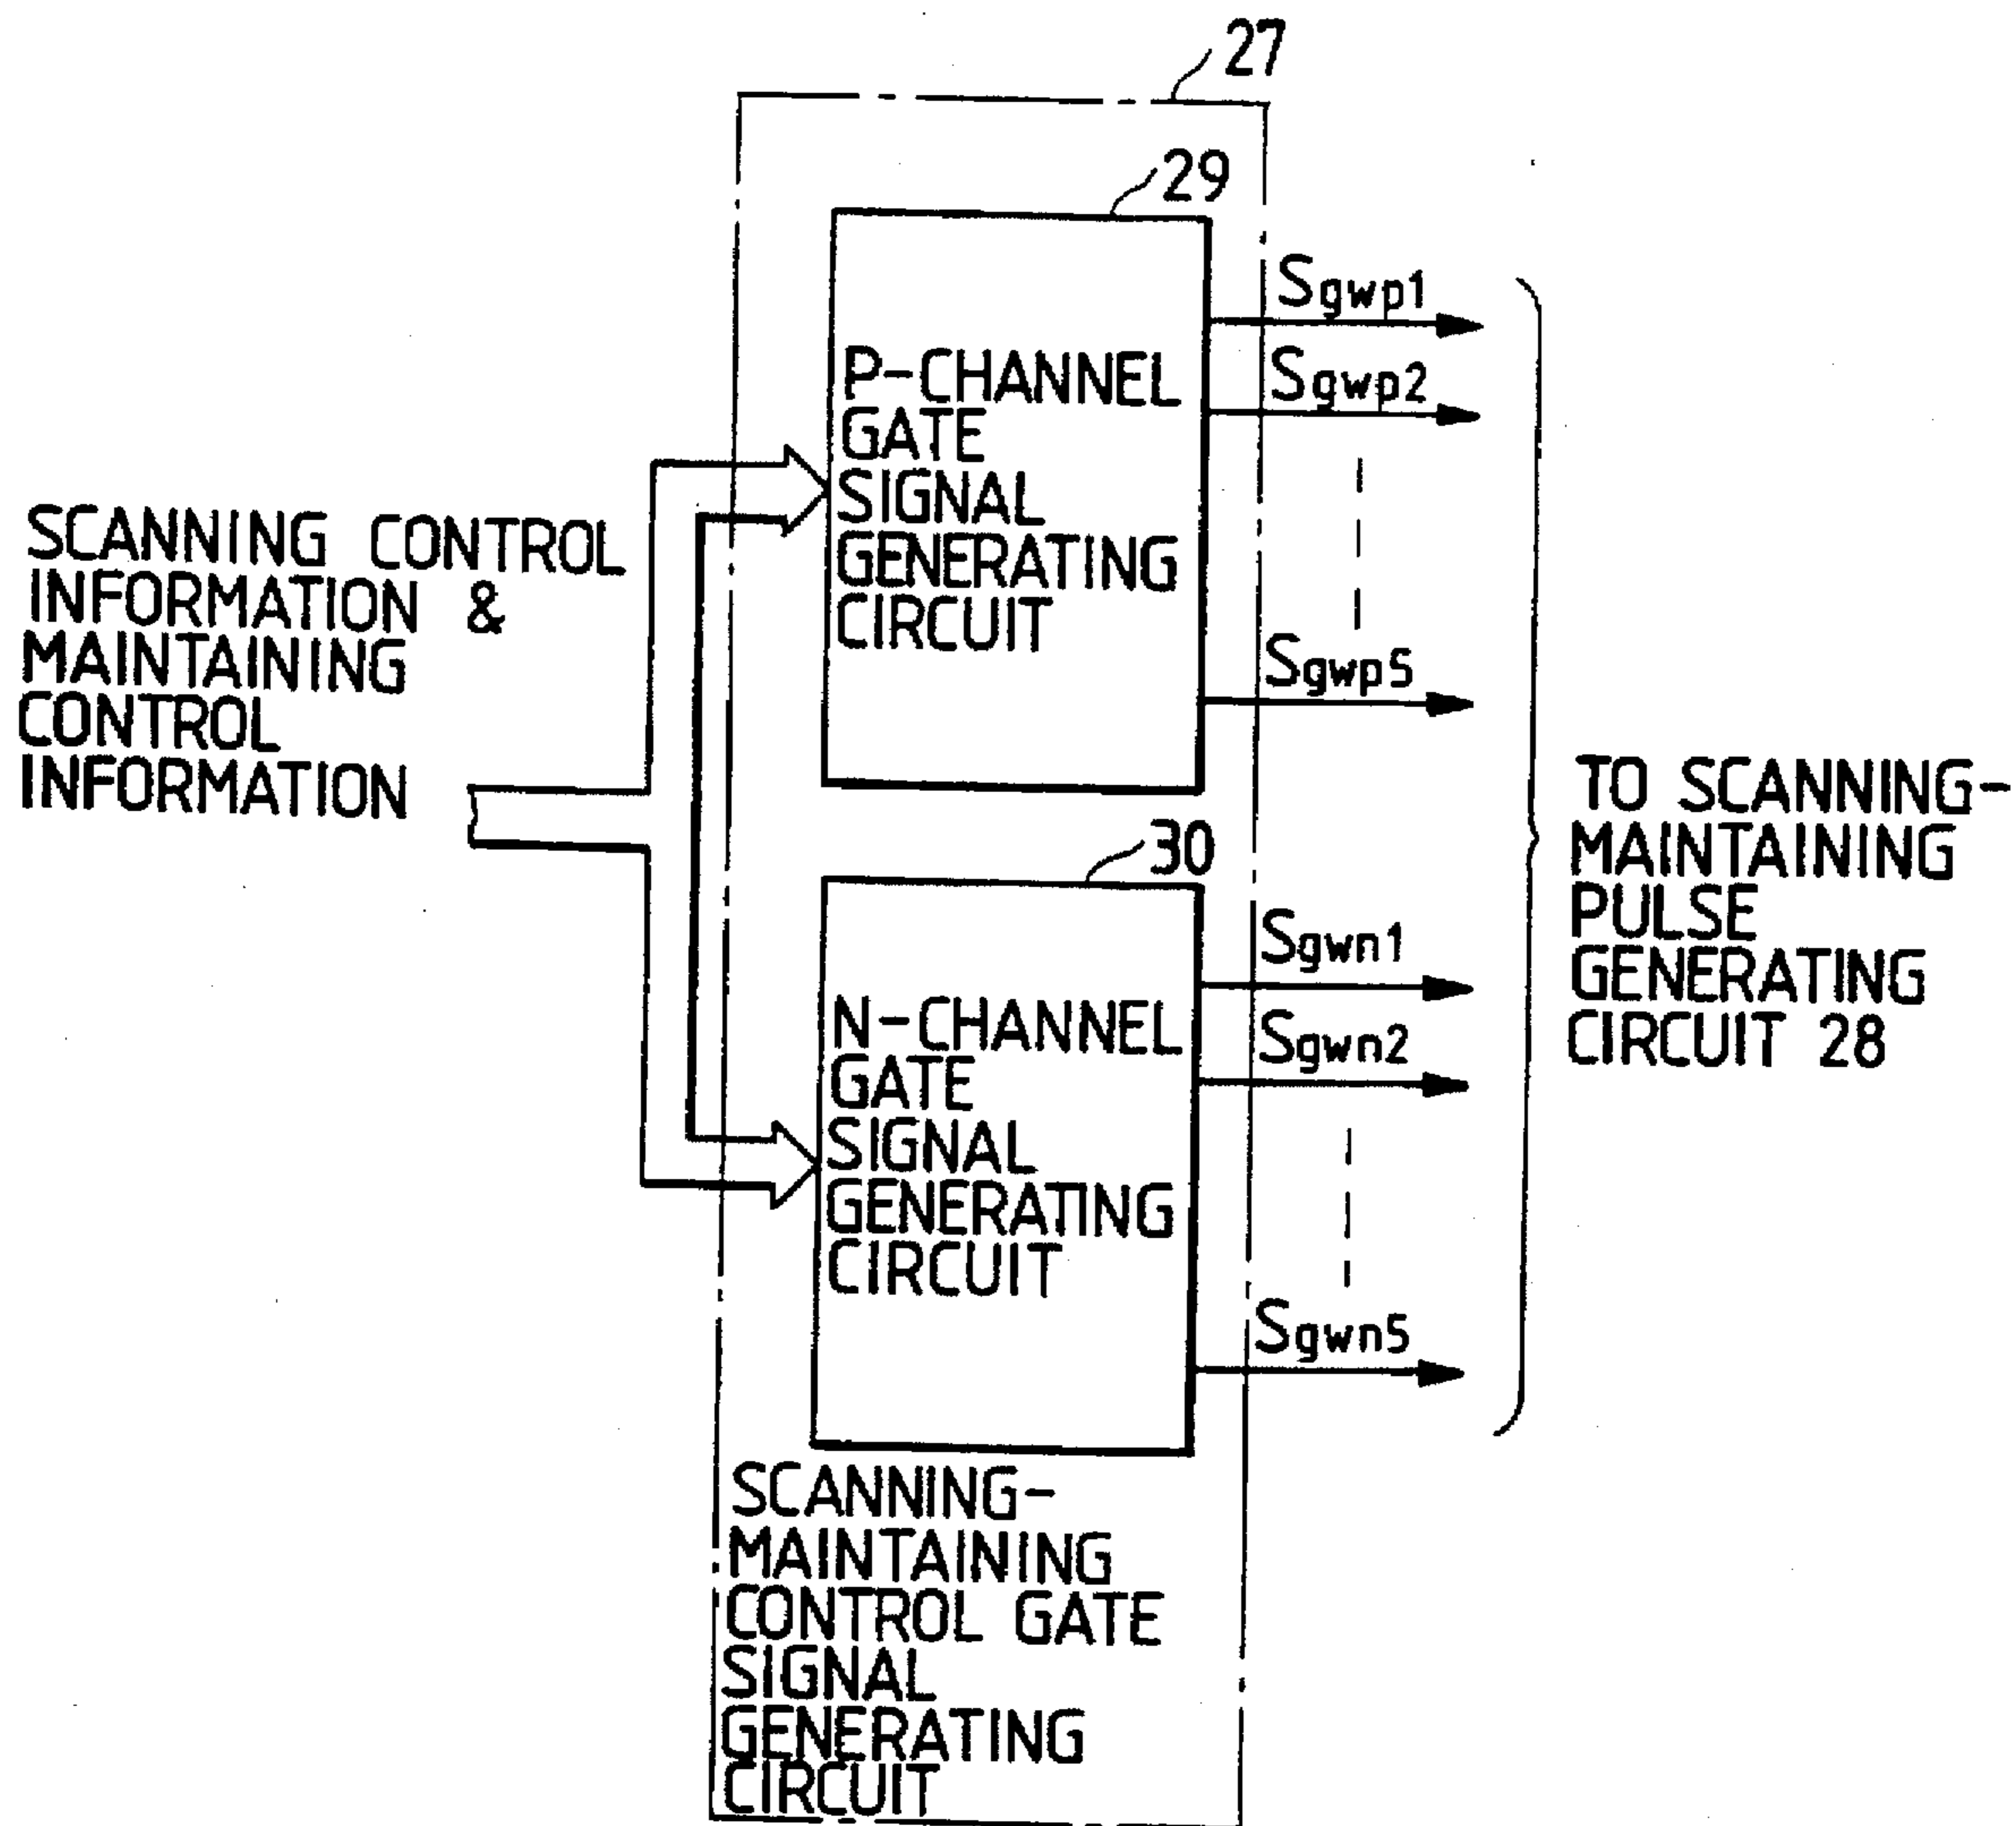 27
29
Sgwp1
P-CHANNEL
GATE
SIGNAL
GENERATING
CIRCUIT
Sgwp2
Sgwp5
SCANNING CONTROL
INFORMATION &
MAINTAINING
CONTROL
INFORMATION
30
N-CHANNEL
GATE
SIGNAL
GENERATING
CIRCUIT
Sgwn1
Sgwn2
Sgwn5
TO SCANNING-
MAINTAINING
PULSE
GENERATING
CIRCUIT 28
SCANNING-
MAINTAINING
CONTROL GATE
SIGNAL
GENERATING
CIRCUIT